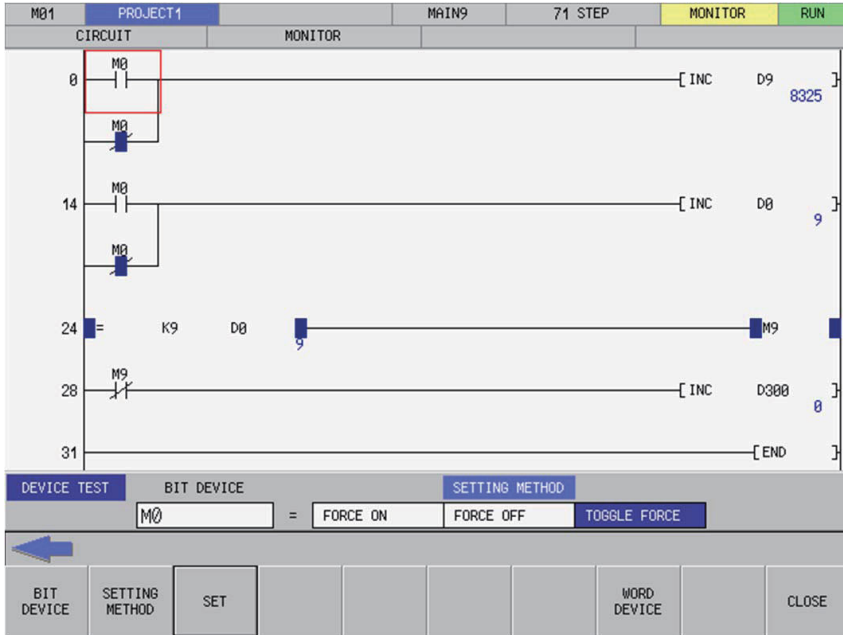 M01 PROJECT1 MAIN9 71 STEP MONITOR RUN
CIRCUIT MONITOR
M0
0 [ INC D9 ]
8325
M0
M0
14 [ INC D0 ]
9
M0
24 = K9 D0 M9
9
M9
28 [ INC D300 ]
0
31 [ END ]
DEVICE TEST BIT DEVICE SETTING METHOD
M0 = FORCE ON FORCE OFF TOGGLE FORCE
BIT DEVICE SETTING METHOD SET WORD DEVICE CLOSE